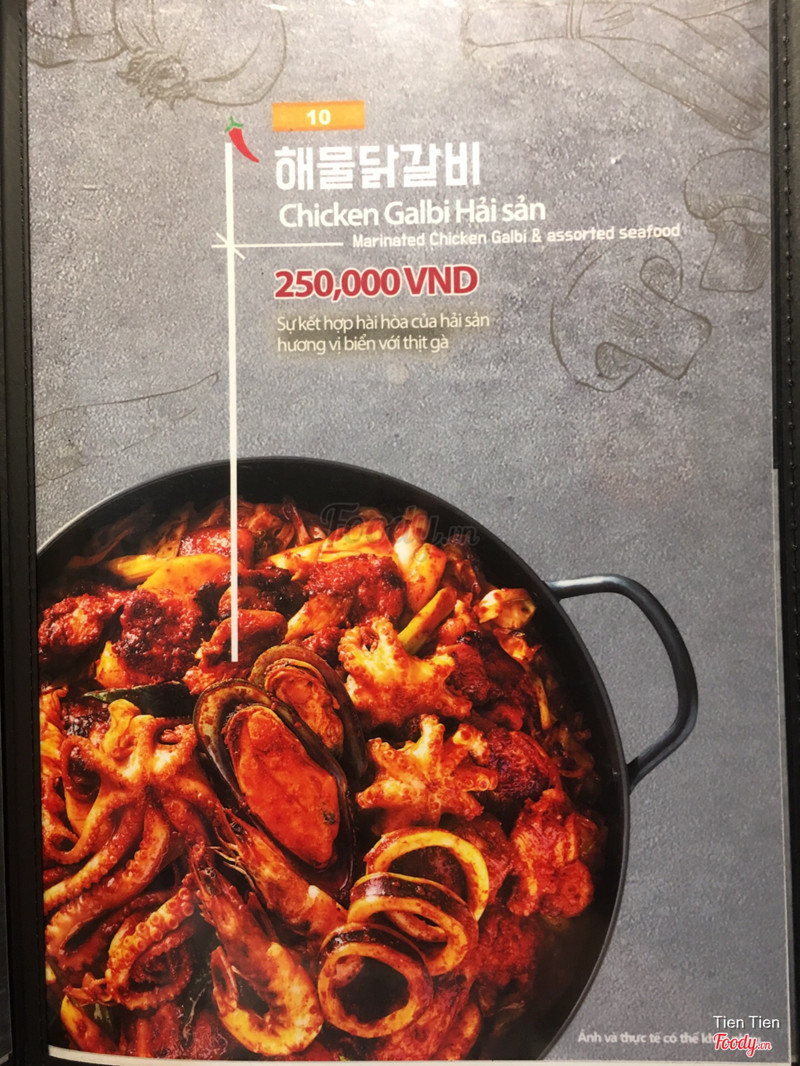 10
해물닭갈비
Chicken Galbi Hải sản
Marinated Chicken Galbi & assorted seafood
250,000 VND
Sự kết hợp hài hòa của hải sản
hương vị biển với thịt gà
Foody.vn
Ảnh và thực tế có thể
Tien Tien
Foody.vn